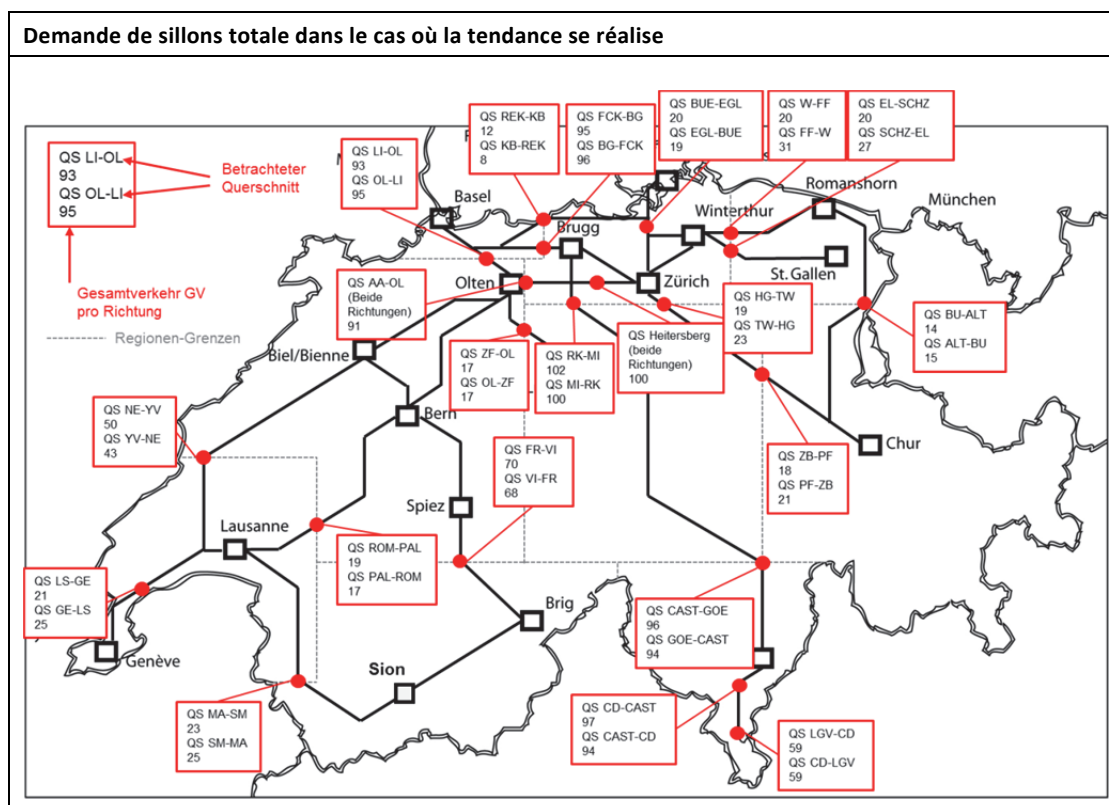 Demande de sillons totale dans le cas où la tendance se réalise
QS LI-OL
93
QS OL-LI
95
Betrachteter
Querschnitt
Gesamtverkehr GV
pro Richtung
Regionen-Grenzen
QS LI-OL
93
QS OL-LI
95
QS REK-KB
12
QS KB-REK
8
QS FCK-BG
95
QS BG-FCK
96
QS BUE-EGL
20
QS EGL-BUE
19
QS W-FF
20
QS FF-W
31
QS EL-SCHZ
20
QS SCHZ-EL
27
Basel
Brugg
Winterthur
Romanshorn
München
Olten
Zürich
St.Gallen
QS AA-OL
(Beide
Richtungen)
91
QS HG-TW
19
QS TW-HG
23
QS BU-ALT
14
QS ALT-BU
15
Biel/Bienne
QS ZF-OL
17
QS OL-ZF
17
QS RK-MI
102
QS MI-RK
100
QS Heitersberg
(beide
Richtungen)
100
Bern
QS NE-YV
50
QS YV-NE
43
QS FR-VI
70
QS VI-FR
68
QS ZB-PF
18
QS PF-ZB
21
Chur
Spiez
Lausanne
QS ROM-PAL
19
QS PAL-ROM
17
QS LS-GE
21
QS GE-LS
25
Genève
Brig
Sion
QS CAST-GOE
96
QS GOE-CAST
94
QS MA-SM
23
QS SM-MA
25
QS CD-CAST
97
QS CAST-CD
94
QS LGV-CD
59
QS CD-LGV
59